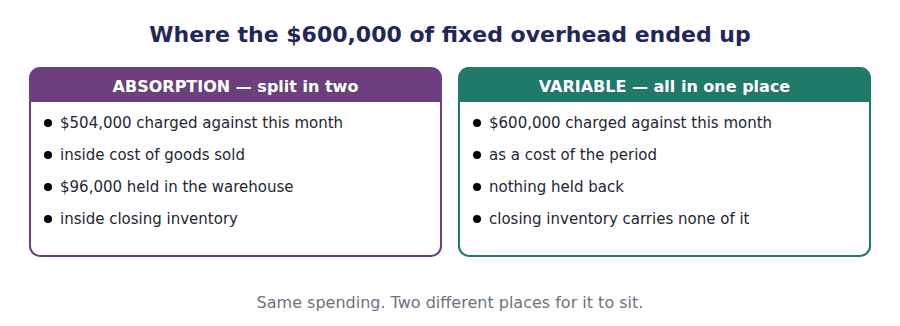 Where the $600,000 of fixed overhead ended up
ABSORPTION — split in two
$504,000 charged against this month
inside cost of goods sold
$96,000 held in the warehouse
inside closing inventory
VARIABLE — all in one place
$600,000 charged against this month
as a cost of the period
nothing held back
closing inventory carries none of it
Same spending. Two different places for it to sit.